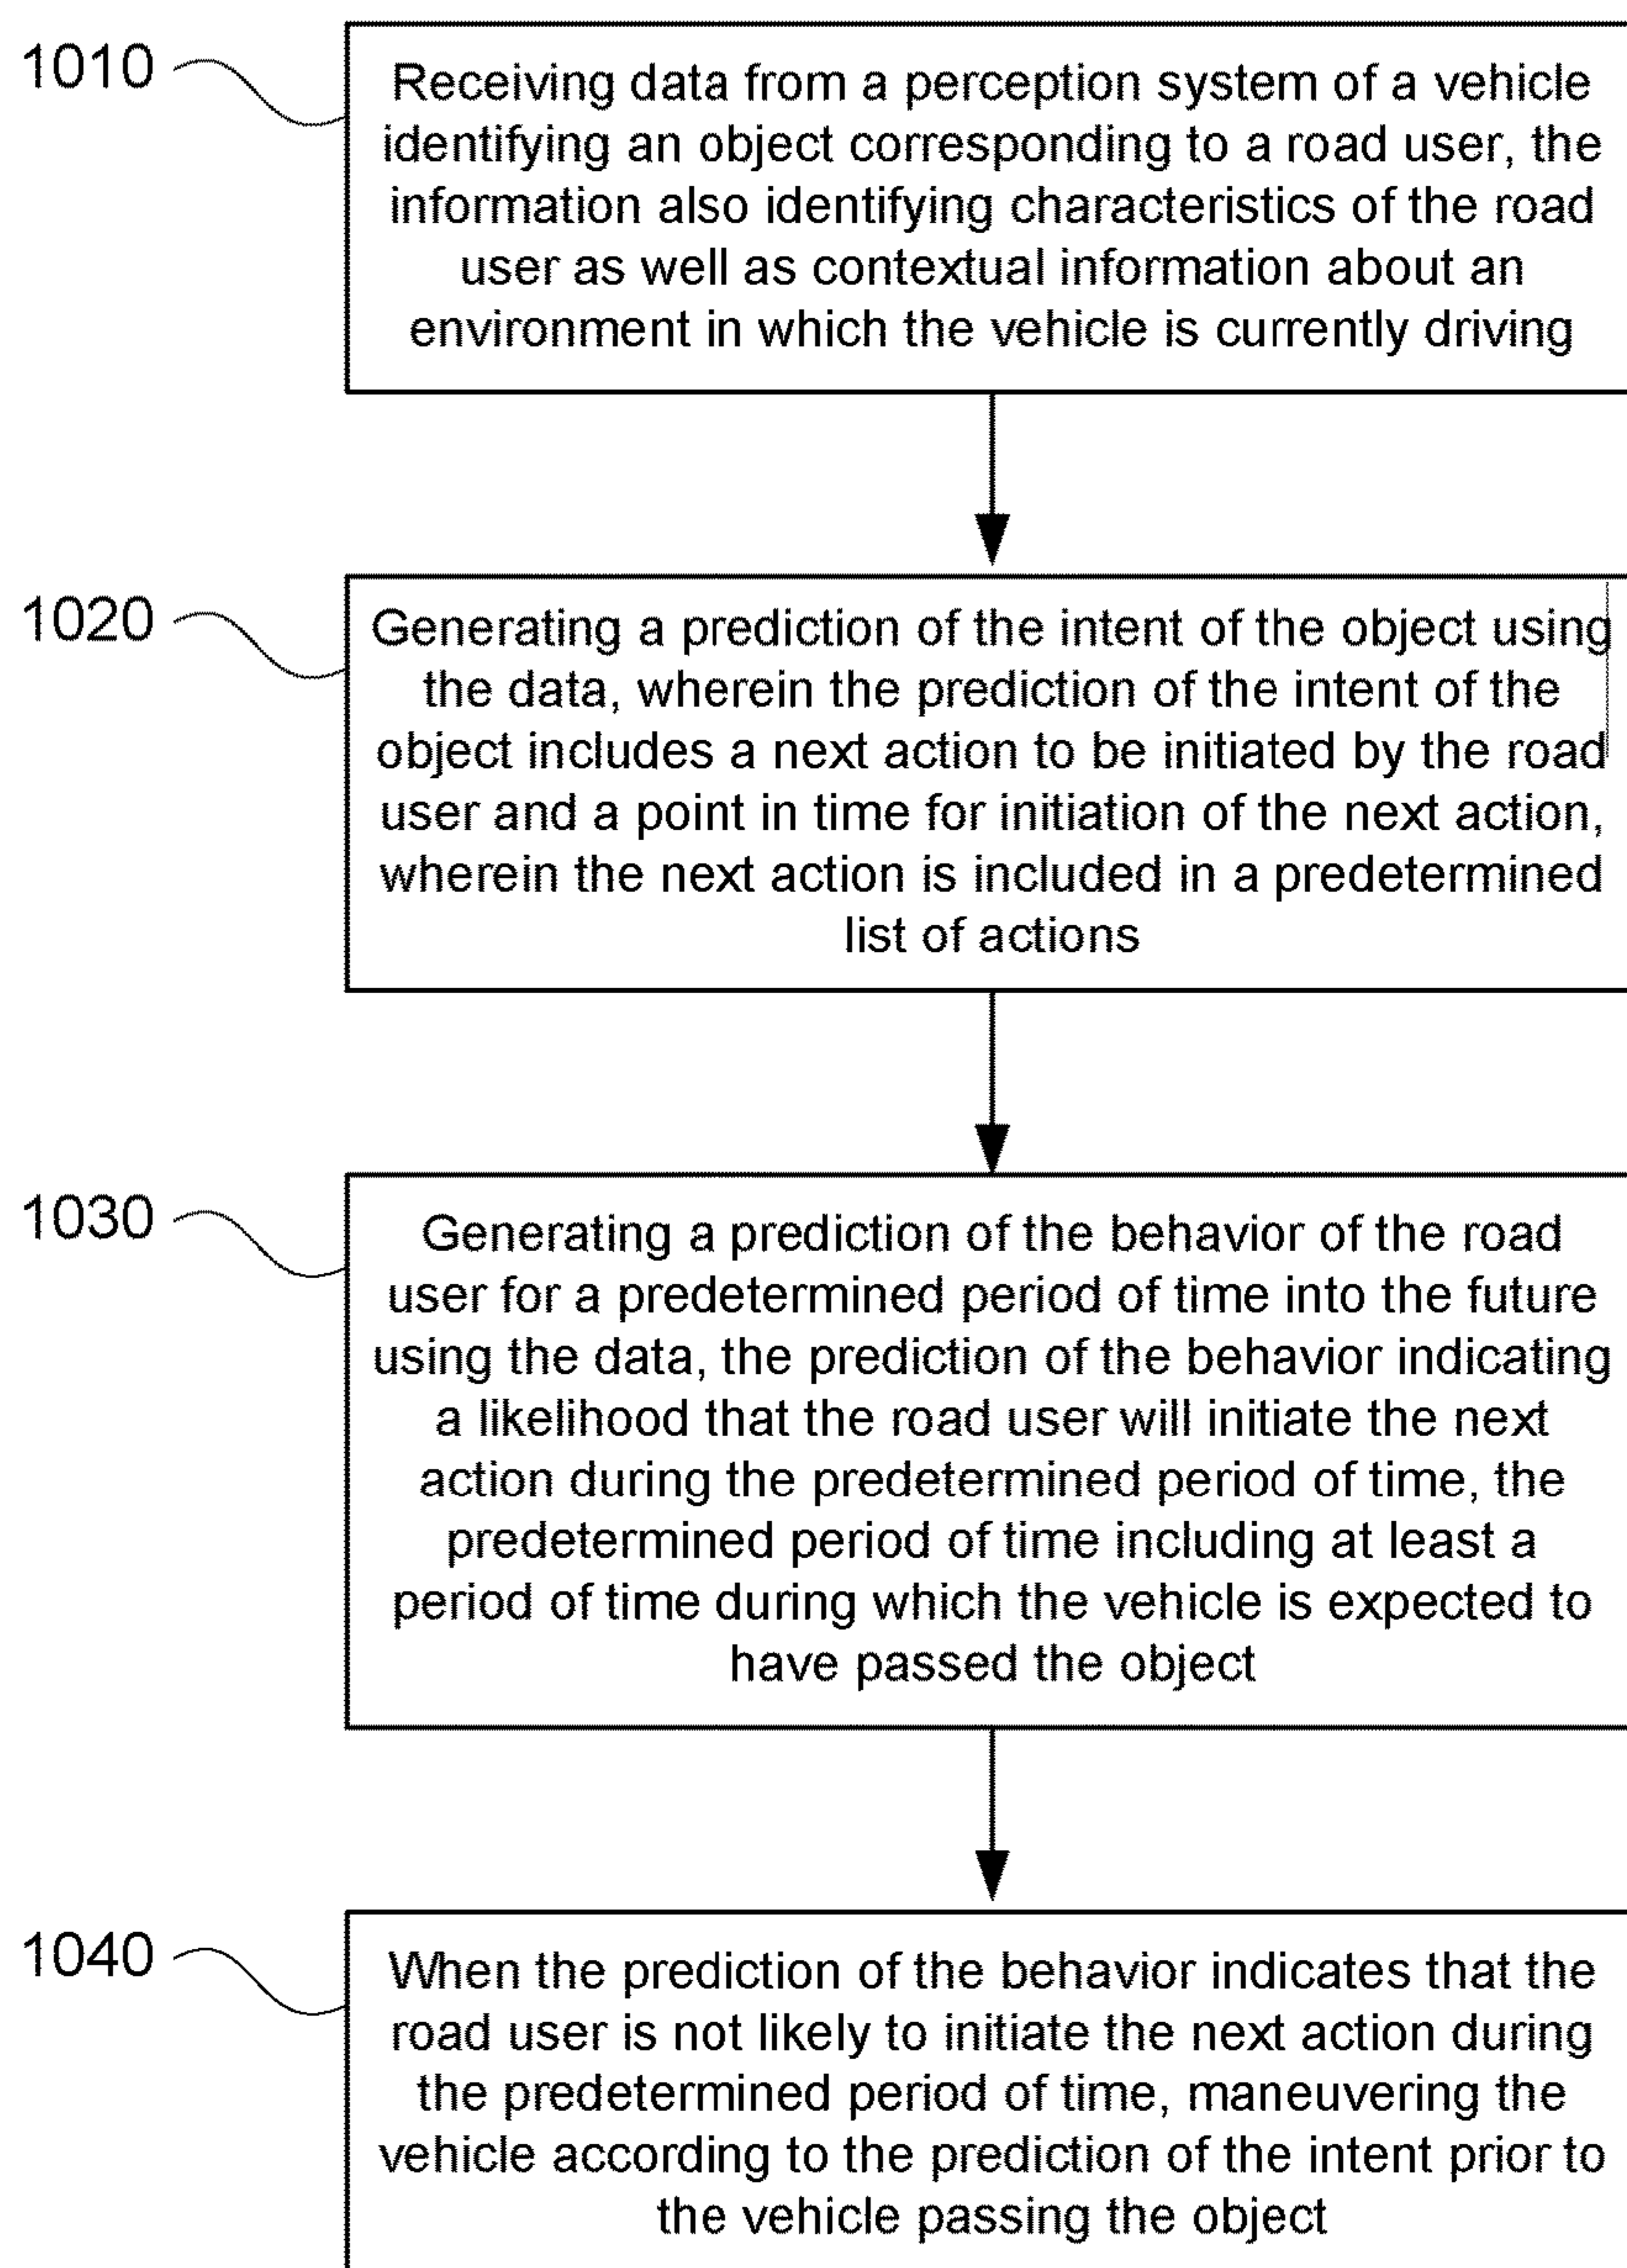 1010
Receiving data from a perception system of a vehicle
identifying an object corresponding to a road user, the
information also identifying characteristics of the road
user as well as contextual information about an
environment in which the vehicle is currently driving
1020
Generating a prediction of the intent of the object using
the data, wherein the prediction of the intent of the
object includes a next action to be initiated by the road
user and a point in time for initiation of the next action,
wherein the next action is included in a predetermined
list of actions
1030
Generating a prediction of the behavior of the road
user for a predetermined period of time into the future
using the data, the prediction of the behavior indicating
a likelihood that the road user will initiate the next
action during the predetermined period of time, the
predetermined period of time including at least a
period of time during which the vehicle is expected to
have passed the object
1040
When the prediction of the behavior indicates that the
road user is not likely to initiate the next action during
the predetermined period of time, maneuvering the
vehicle according to the prediction of the intent prior to
the vehicle passing the object